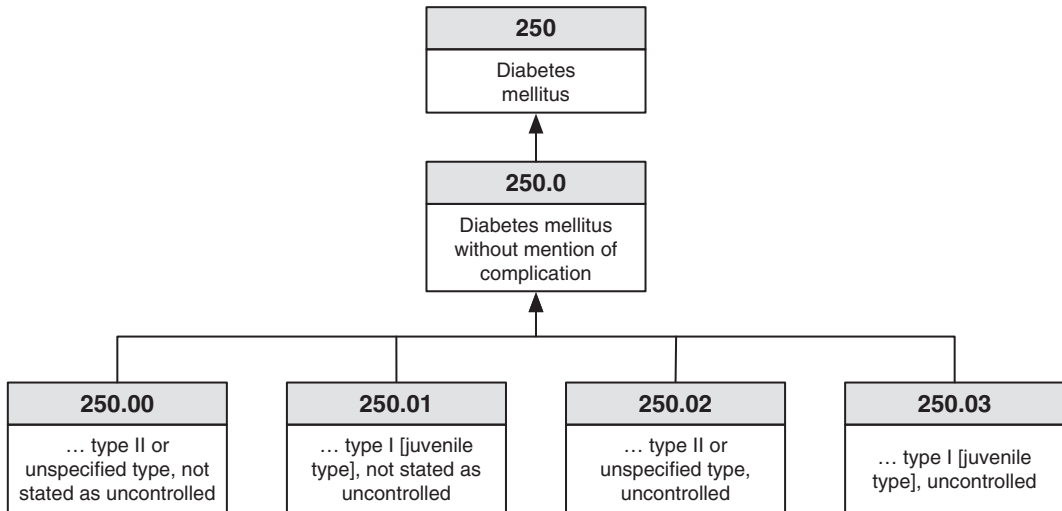 250
Diabetes
mellitus
250.0
Diabetes mellitus
without mention of
complication
250.00
… type II or
unspecified type, not
stated as uncontrolled
250.01
… type I [juvenile
type], not stated as
uncontrolled
250.02
… type II or
unspecified type,
uncontrolled
250.03
… type I [juvenile
type], uncontrolled